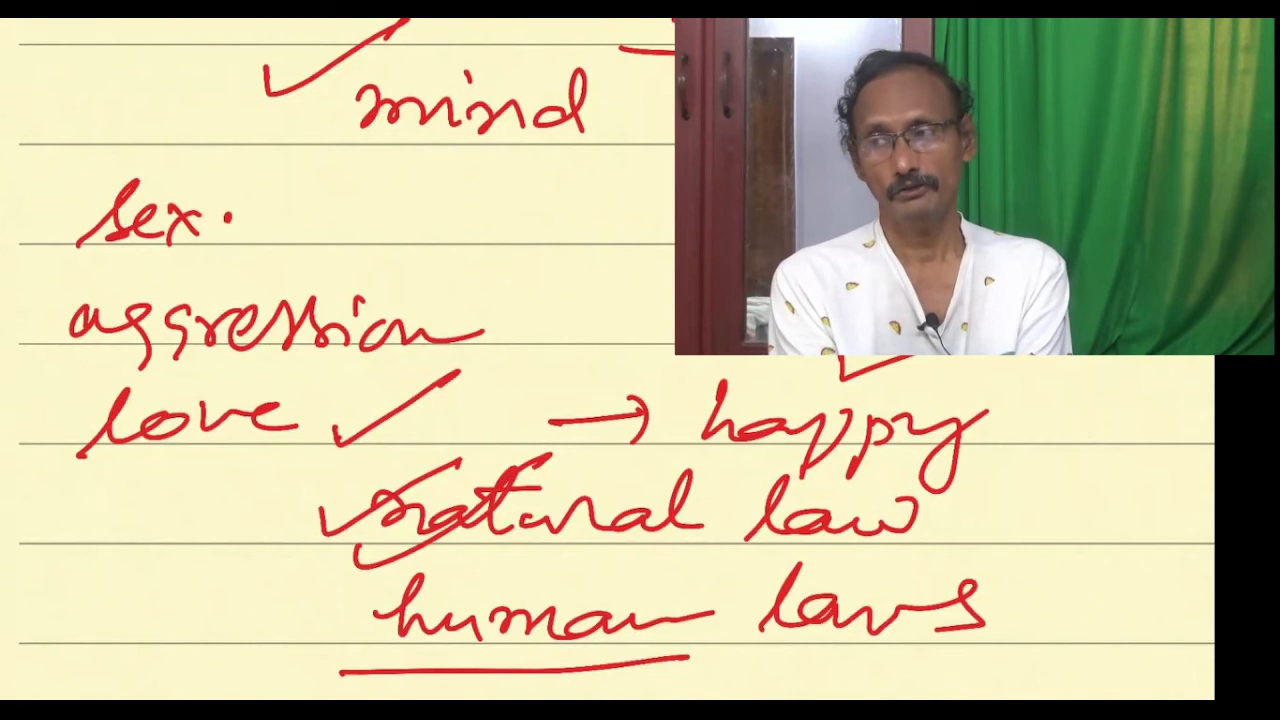 mind
sex.
aggression
love → happy
natural law
human laws